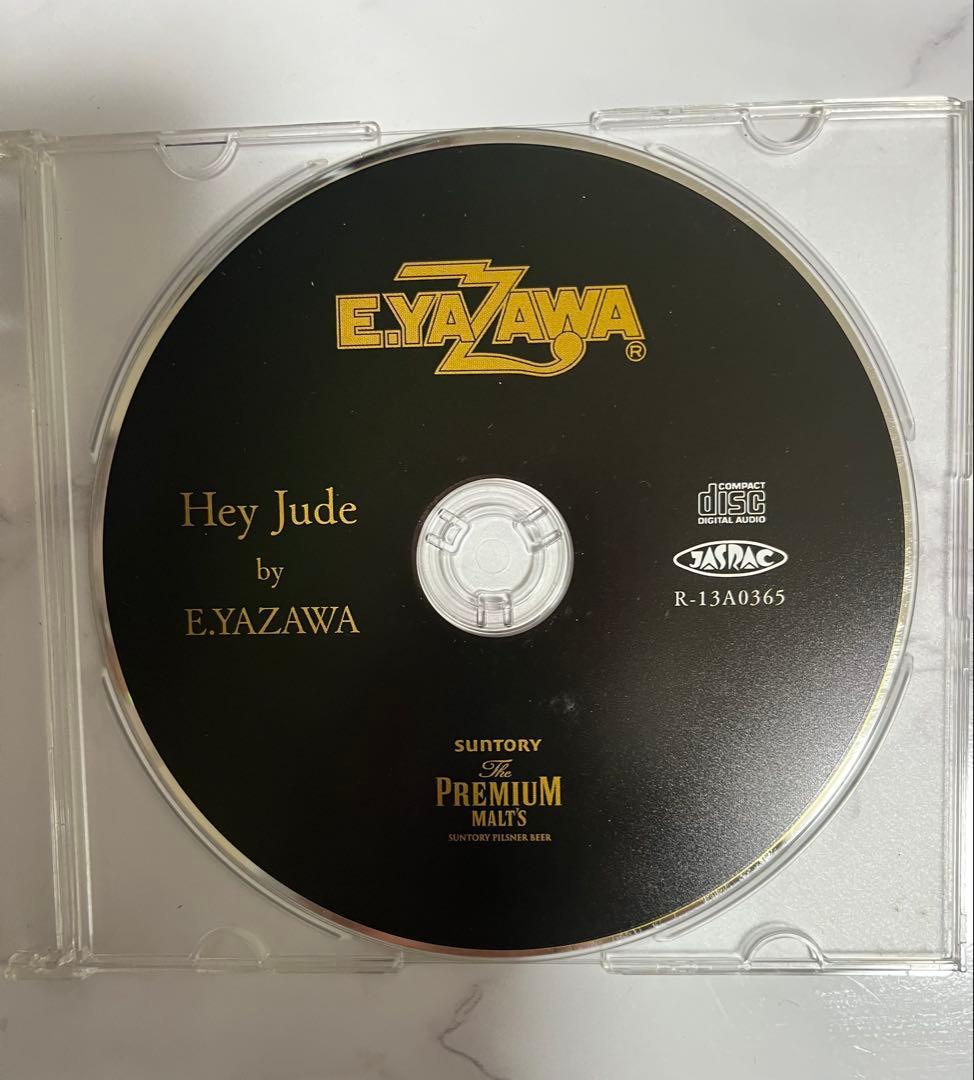 E.YAZAWA
®
Hey Jude
by
E.YAZAWA
COMPACT
disc
DIGITAL AUDIO
JASRAC
R-13A0365
SUNTORY
The
PREMIUM
MALT'S
SUNTORY PILSNER BEER